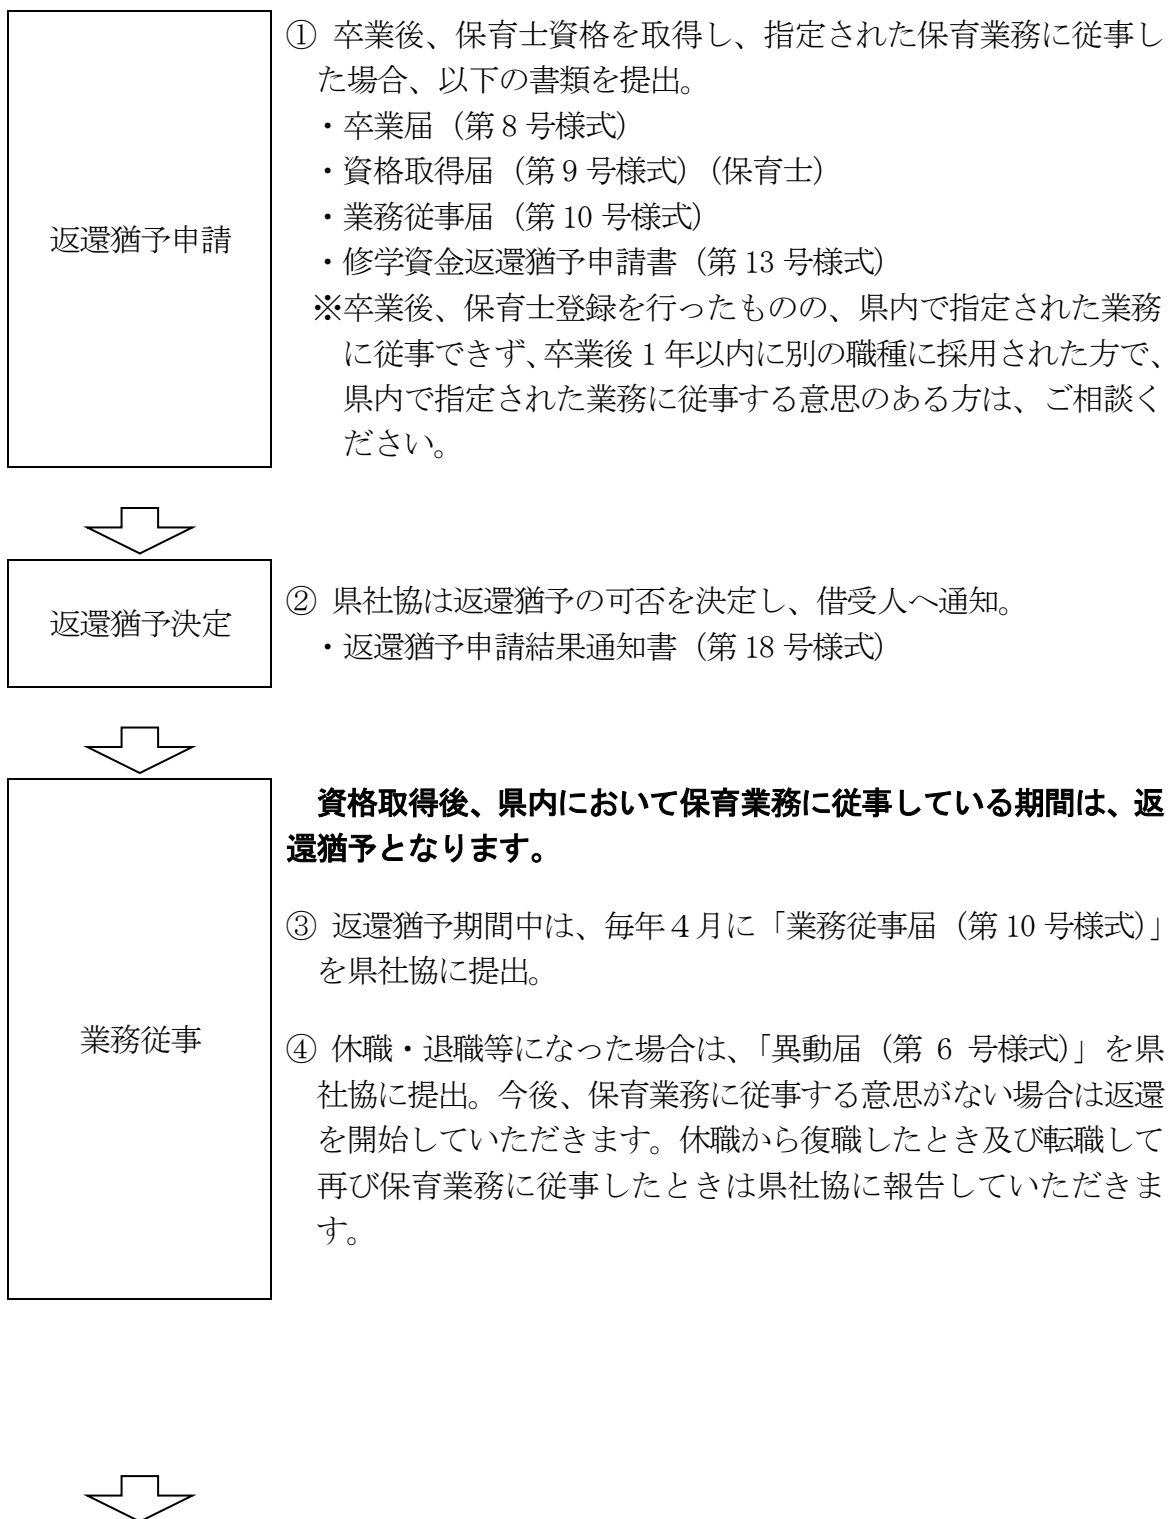 返還猶予申請
① 卒業後、保育士資格を取得し、指定された保育業務に従事し
た場合、以下の書類を提出。
・卒業届（第８号様式）
・資格取得届（第９号様式）（保育士）
・業務従事届（第 10 号様式）
・修学資金返還猶予申請書（第 13 号様式）
※卒業後、保育士登録を行ったものの、県内で指定された業務
に従事できず、卒業後１年以内に別の職種に採用された方で、
県内で指定された業務に従事する意思のある方は、ご相談く
ださい。
返還猶予決定
② 県社協は返還猶予の可否を決定し、借受人へ通知。
・返還猶予申請結果通知書（第 18 号様式）
業務従事
資格取得後、県内において保育業務に従事している期間は、返
還猶予となります。
③ 返還猶予期間中は、毎年４月に「業務従事届（第 10 号様式）」
を県社協に提出。
④ 休職・退職等になった場合は、「異動届（第 6 号様式）」を県
社協に提出。今後、保育業務に従事する意思がない場合は返還
を開始していただきます。休職から復職したとき及び転職して
再び保育業務に従事したときは県社協に報告していただきま
す。